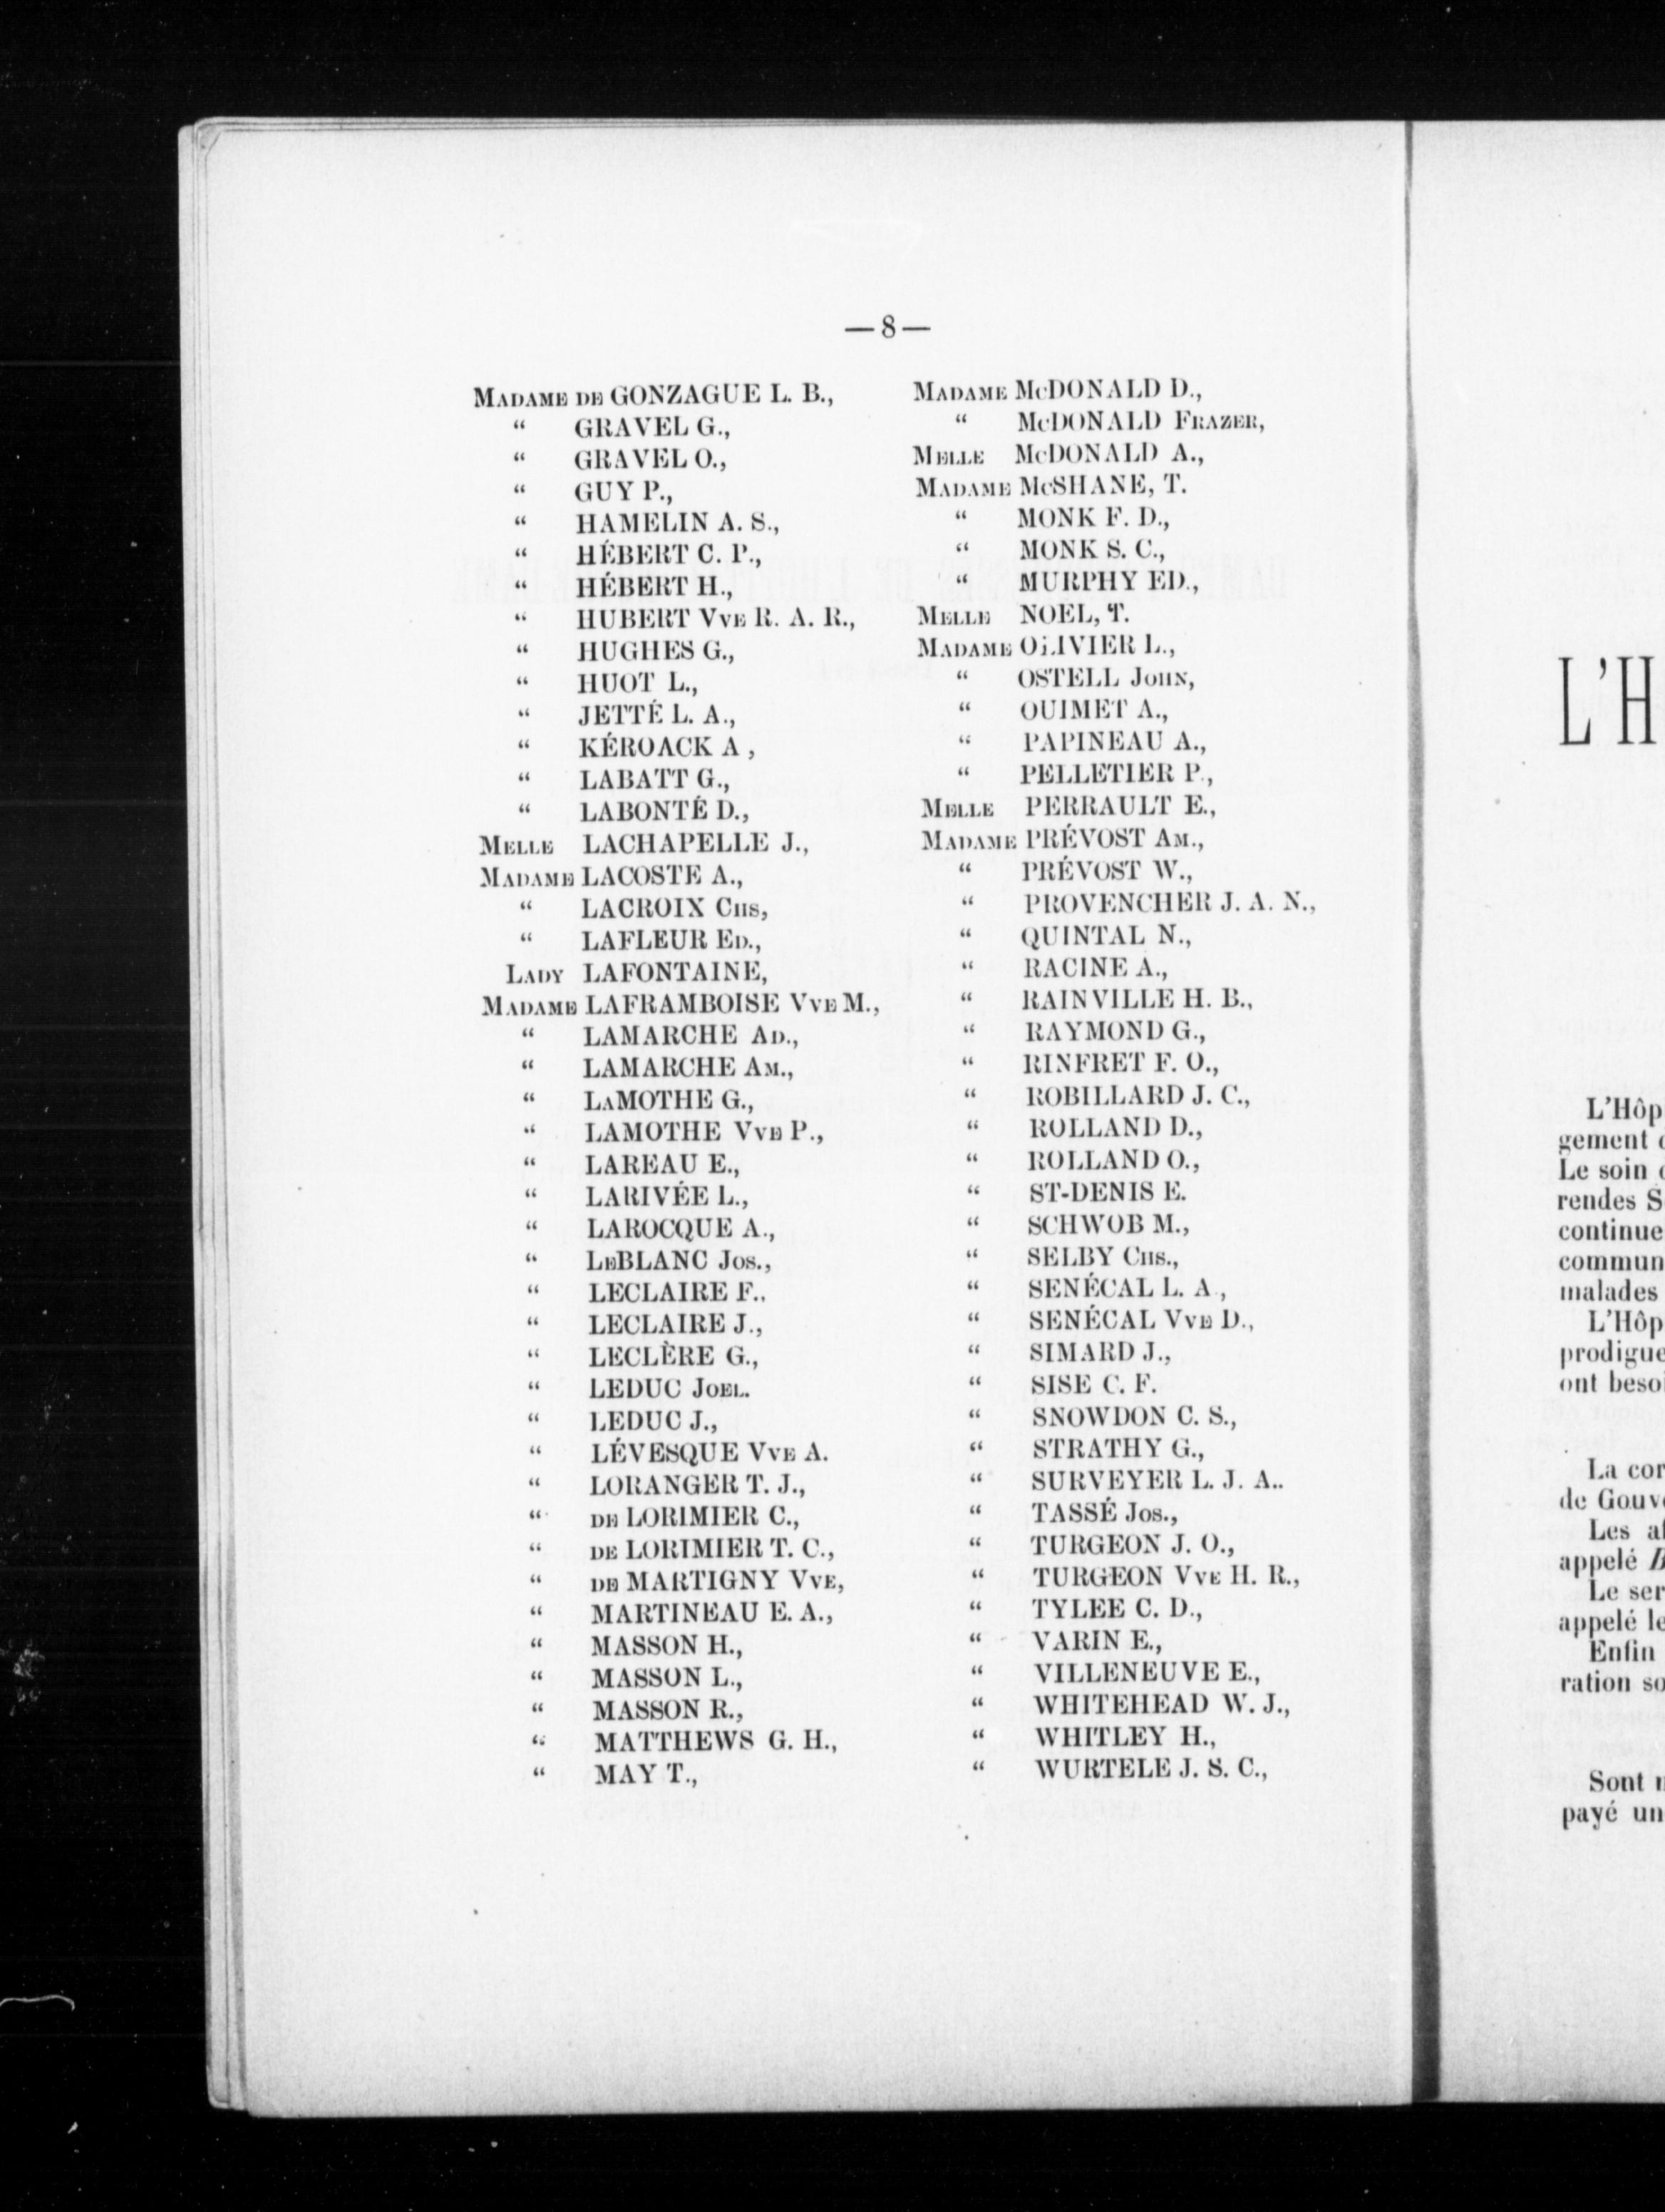 —8—
MADAME DE GONZAGUE L. B.,
“ GRAVEL G.,
“ GRAVEL O.,
“ GUY P.,
“ HAMELIN A. S.,
“ HÉBERT C. P.,
“ HÉBERT H.,
“ HUBERT VVE R. A. R.,
“ HUGHES G.,
“ HUOT L.,
“ JETTÉ L. A.,
“ KÉROACK A ,
“ LABATT G.,
“ LABONTÉ D.,
MELLE LACHAPELLE J.,
MADAME LACOSTE A.,
“ LACROIX CHS,
“ LAFLEUR ED.,
LADY LAFONTAINE,
MADAME LAFRAMBOISE VVE M.,
“ LAMARCHE AD.,
“ LAMARCHE AM.,
“ LAMOTHE G.,
“ LAMOTHE VVE P.,
“ LAREAU E.,
“ LARIVÉE L.,
“ LAROCQUE A.,
“ LEBLANC JOS.,
“ LECLAIRE F.,
“ LECLAIRE J.,
“ LECLÈRE G.,
“ LEDUC JOEL.
“ LEDUC J.,
“ LÉVESQUE VVE A.
“ LORANGER T. J.,
“ DE LORIMIER C.,
“ DE LORIMIER T. C.,
“ DE MARTIGNY VVE,
“ MARTINEAU E. A.,
“ MASSON H.,
“ MASSON L.,
“ MASSON R.,
“ MATTHEWS G. H.,
“ MAY T.,
MADAME McDONALD D.,
“ McDONALD FRAZER,
MELLE McDONALD A.,
MADAME McSHANE, T.
“ MONK F. D.,
“ MONK S. C.,
“ MURPHY ED.,
MELLE NOEL, T.
MADAME OLIVIER L.,
“ OSTELL JOHN,
“ OUIMET A.,
“ PAPINEAU A.,
“ PELLETIER P.,
MELLE PERRAULT E.,
MADAME PRÉVOST AM.,
“ PRÉVOST W.,
“ PROVENCHER J. A. N.,
“ QUINTAL N.,
“ RACINE A.,
“ RAINVILLE H. B.,
“ RAYMOND G.,
“ RINFRET F. O.,
“ ROBILLARD J. C.,
“ ROLLAND D.,
“ ROLLAND O.,
“ ST-DENIS E.
“ SCHWOB M.,
“ SELBY CHS.,
“ SENÉCAL L. A.,
“ SENÉCAL VVE D.,
“ SIMARD J.,
“ SISE C. F.
“ SNOWDON C. S.,
“ STRATHY G.,
“ SURVEYER L. J. A..
“ TASSÉ JOS.,
“ TURGEON J. O.,
“ TURGEON VVE H. R.,
“ TYLEE C. D.,
“ VARIN E.,
“ VILLENEUVE E.,
“ WHITEHEAD W. J.,
“ WHITLEY H.,
“ WURTELE J. S. C.,
L'H
L'Hôp
gement
Le soin
rendes S
continue
commun
malades
L'Hôp
prodigue
ont besoi
La cor
de Gouv
Les af
appelé
Le ser
appelé le
Enfin
ration so
Sont
payé un